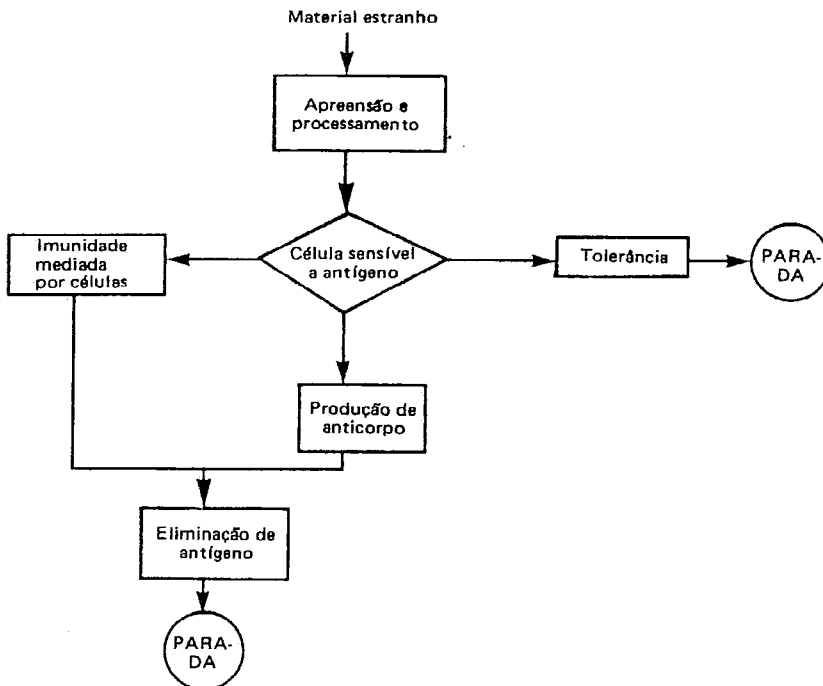 Material estranho
Apreensão e
processamento
Célula sensível
a antígeno
Imunidade
mediada
por células
Tolerância
PARA-
DA
Produção de
anticorpo
Eliminação de
antígeno
PARA-
DA